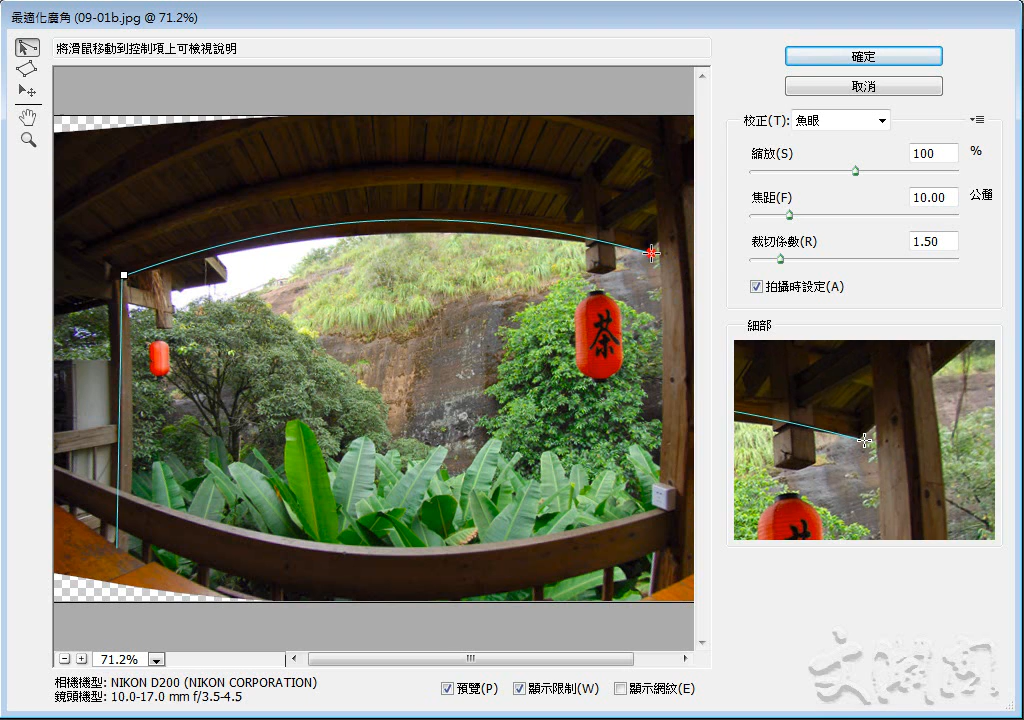 最適化廣角 (09-01b.jpg @ 71.2%)
將滑鼠移動到控制項上可檢視說明
確定
取消
校正(T): 魚眼
縮放(S) 100 %
焦距(F) 10.00 公釐
裁切係數(R) 1.50
拍攝時設定(A)
細部
茶
71.2%
相機機型: NIKON D200 (NIKON CORPORATION)
鏡頭機型: 10.0-17.0 mm f/3.5-4.5
預覽(P) 顯示限制(W) 顯示網紋(E)
文淵閣